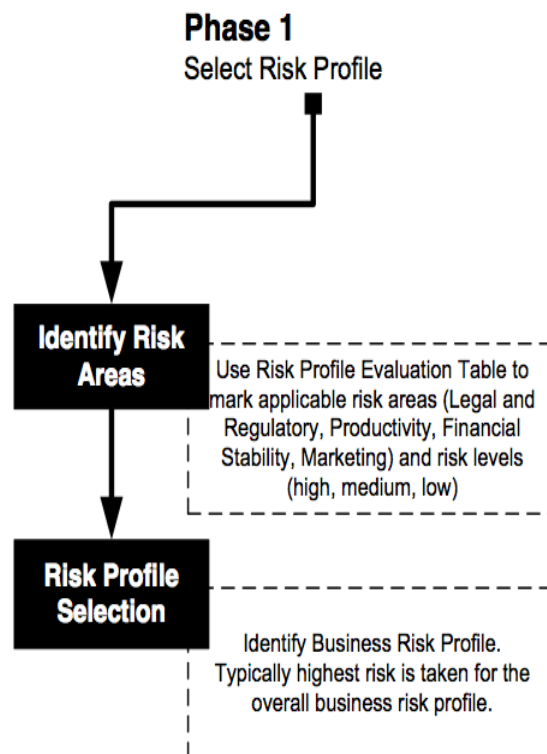 Phase 1
Select Risk Profile
Identify Risk
Areas
Use Risk Profile Evaluation Table to
mark applicable risk areas (Legal and
Regulatory, Productivity, Financial
Stability, Marketing) and risk levels
(high, medium, low)
Risk Profile
Selection
Identify Business Risk Profile.
Typically highest risk is taken for the
overall business risk profile.